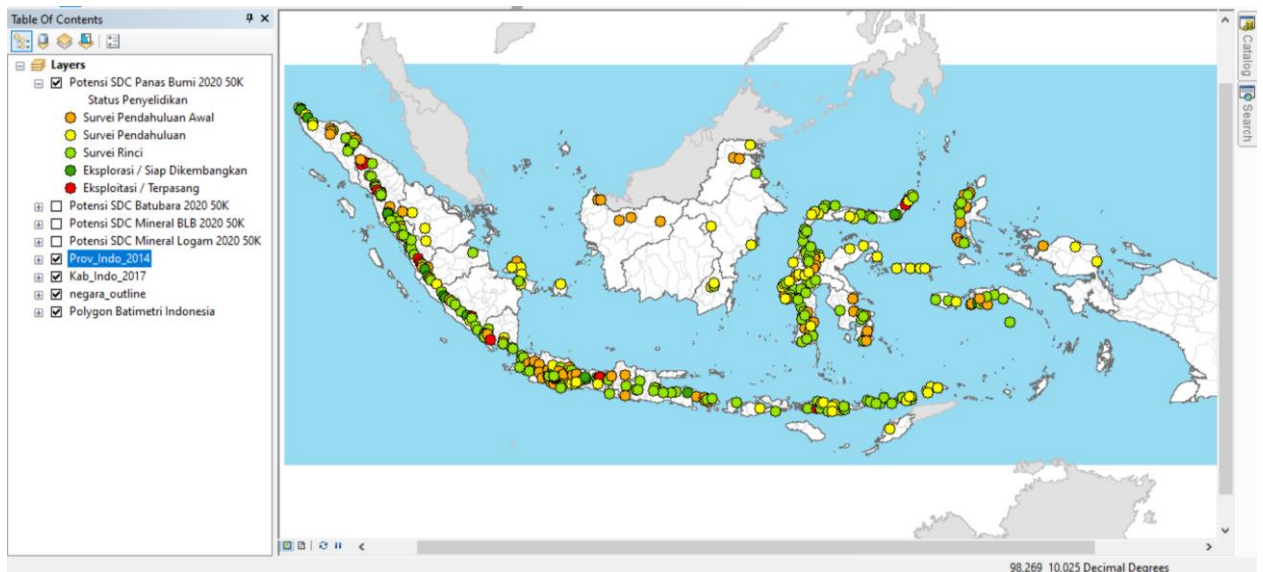 Table Of Contents
Layers
Potensi SDC Panas Bumi 2020 50K
Status Penyelidikan
Survei Pendahuluan Awal
Survei Pendahuluan
Survei Rinci
Eksplorasi / Siap Dikembangkan
Eksploitasi / Terpasang
Potensi SDC Batubara 2020 50K
Potensi SDC Mineral BLB 2020 50K
Potensi SDC Mineral Logam 2020 50K
Prov_Indo_2014
Kab_Indo_2017
negara_outline
Polygon Batimetri Indonesia
Catalog
Search
98.269 10.025 Decimal Degrees